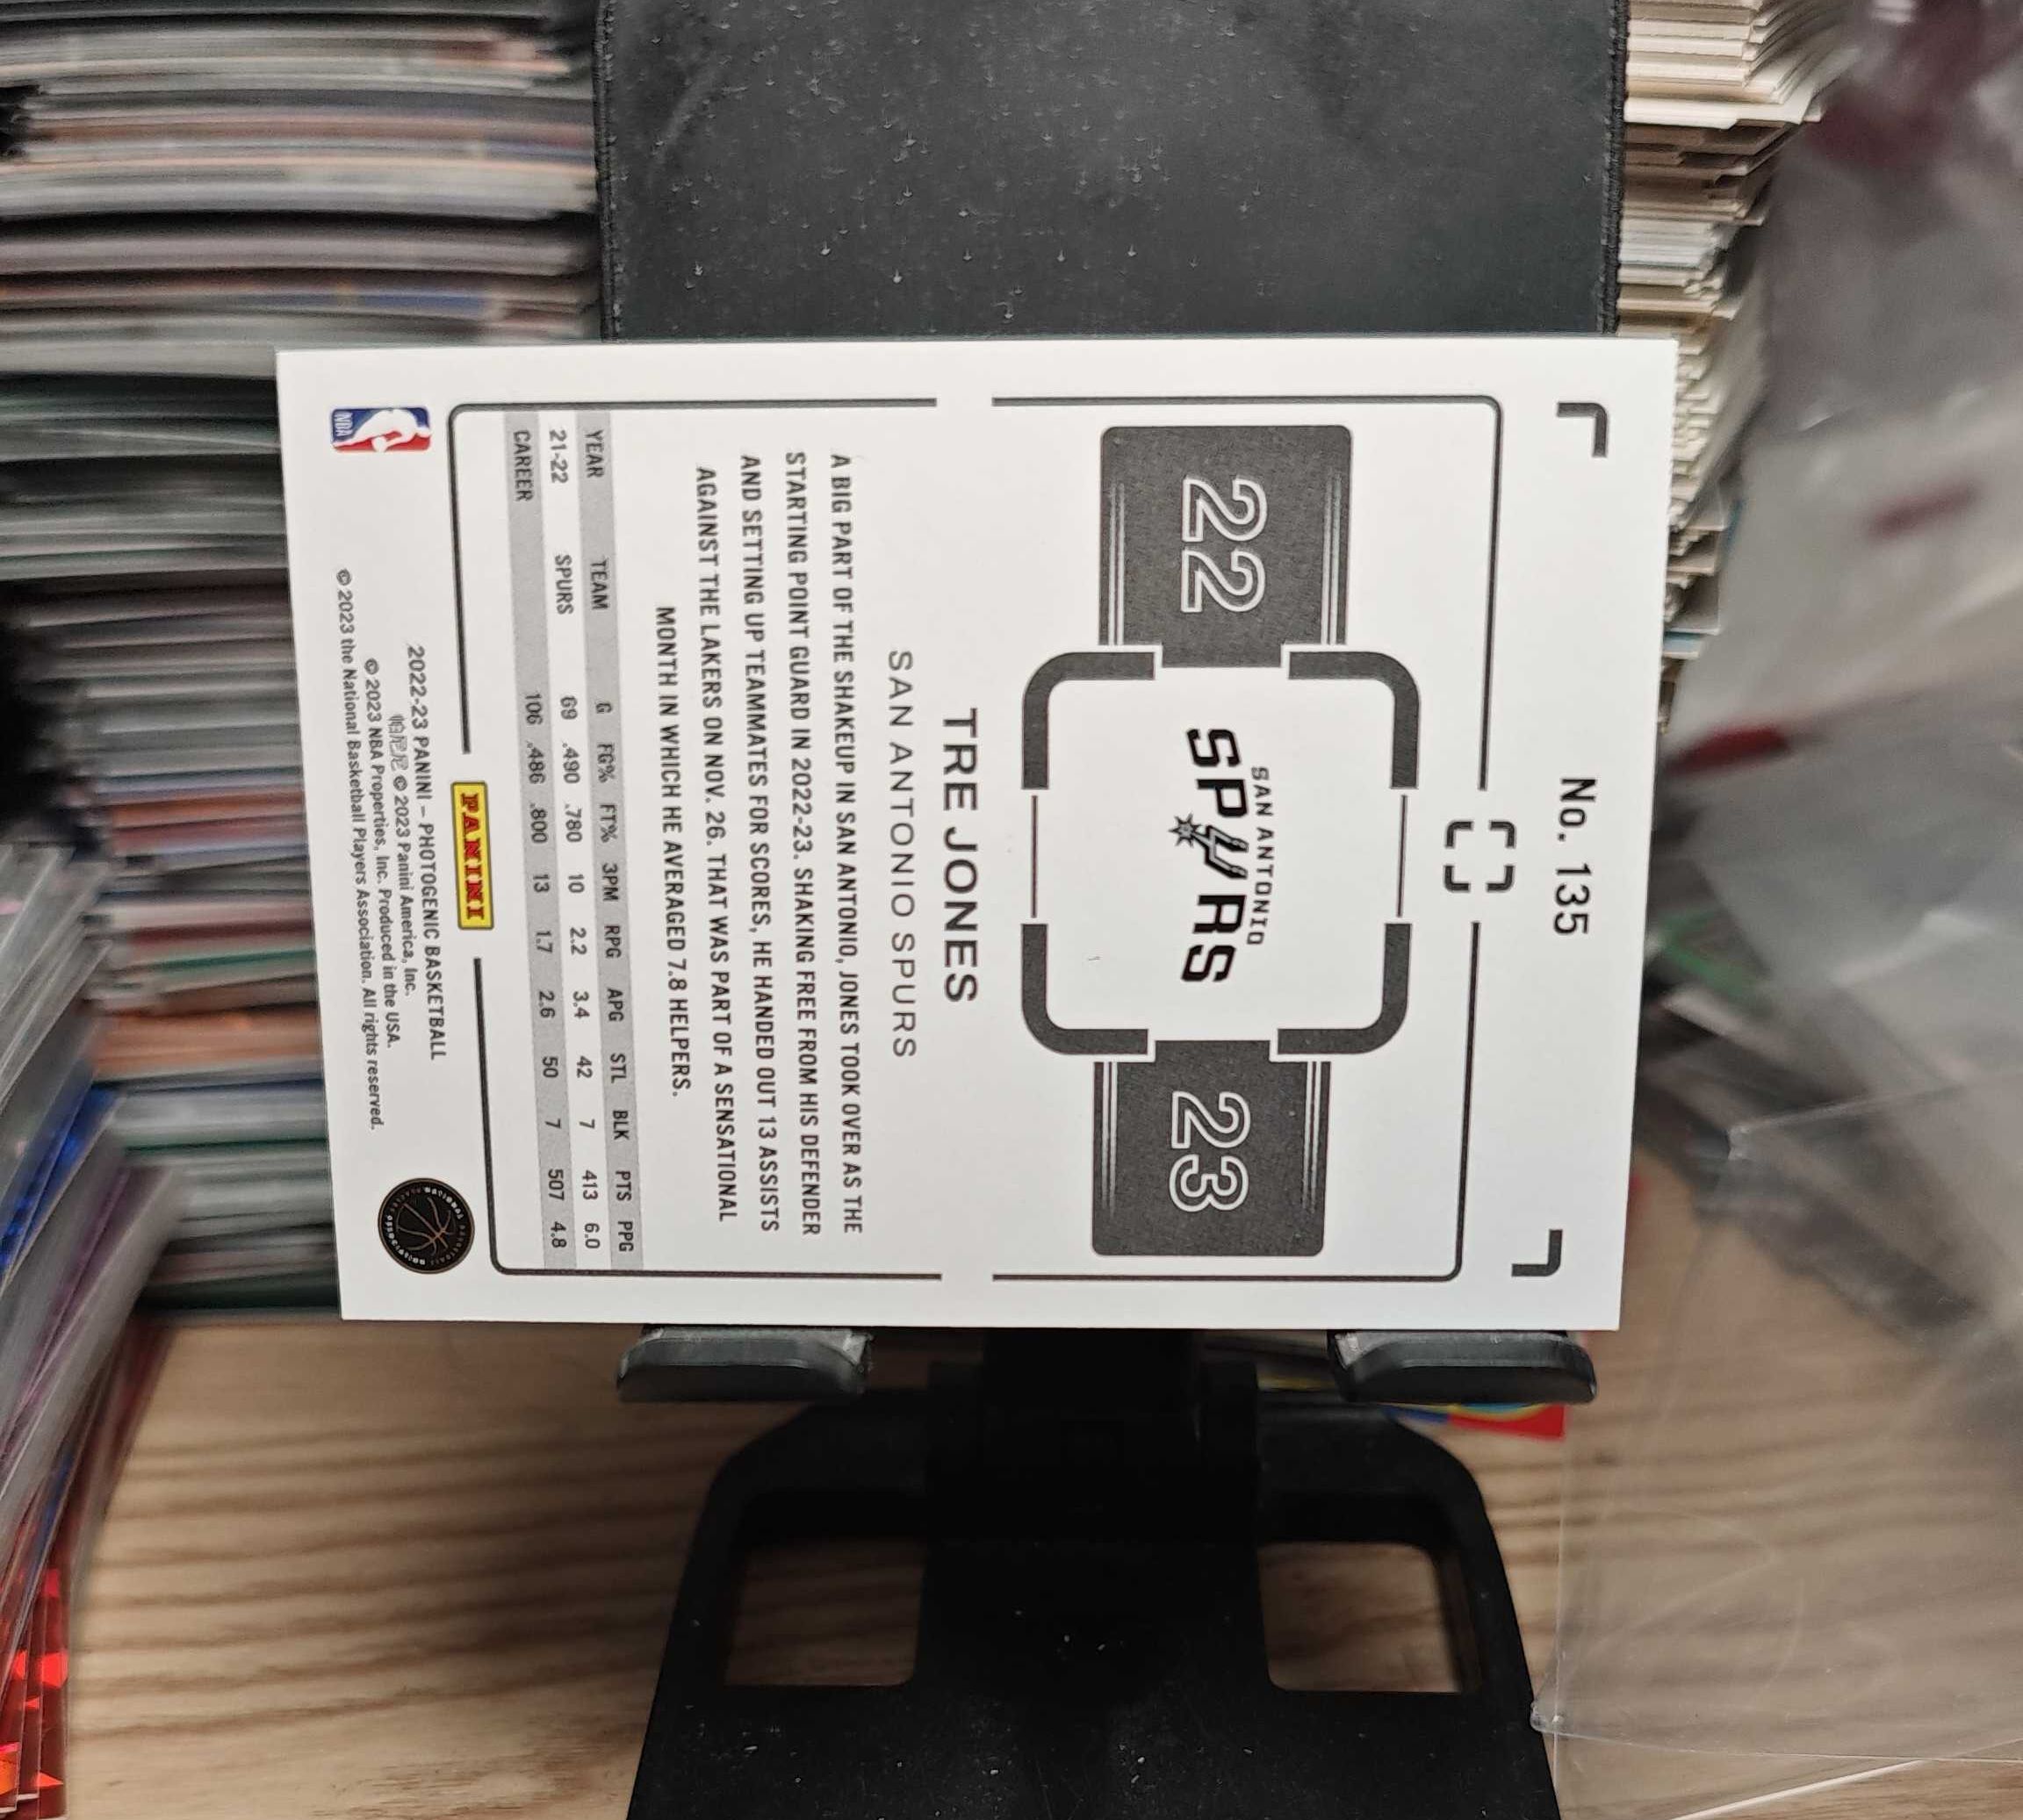 No. 135
22
SAN ANTONIO
SPURS
23
TRE JONES
SAN ANTONIO SPURS
A BIG PART OF THE SHAKEUP IN SAN ANTONIO, JONES TOOK OVER AS THE
STARTING POINT GUARD IN 2022-23. SHAKING FREE FROM HIS DEFENDER
AND SETTING UP TEAMMATES FOR SCORES, HE HANDED OUT 13 ASSISTS
AGAINST THE LAKERS ON NOV. 26. THAT WAS PART OF A SENSATIONAL
MONTH IN WHICH HE AVERAGED 7.8 HELPERS.
YEAR TEAM G FG% FT% 3PM RPG APG STL BLK PTS PPG
21-22 SPURS 69 .490 .780 10 2.2 3.4 42 7 413 6.0
CAREER 106 .486 .800 13 1.7 2.6 50 7 507 4.8
PANINI
2022-23 PANINI – PHOTOGENIC BASKETBALL
© 2023 Panini America, Inc.
© 2023 NBA Properties, Inc. Produced in the USA.
© 2023 the National Basketball Players Association. All rights reserved.
NBA